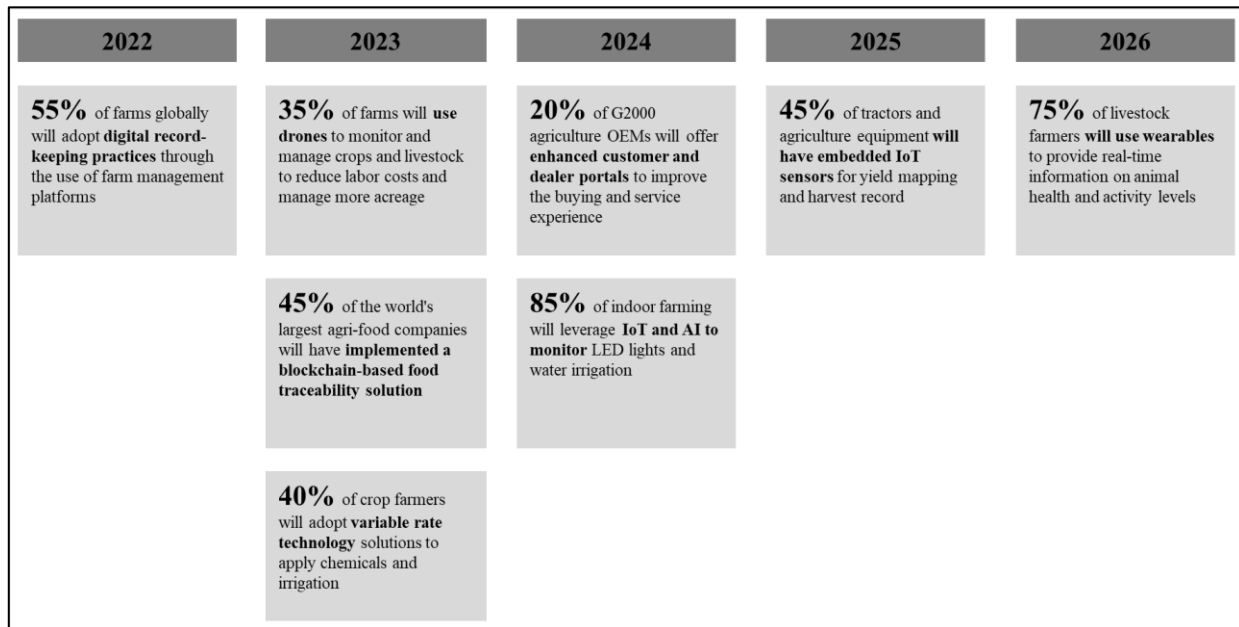 2022
55% of farms globally
will adopt digital record-
keeping practices through
the use of farm management
platforms
2023
35% of farms will use
drones to monitor and
manage crops and livestock
to reduce labor costs and
manage more acreage
45% of the world's
largest agri-food companies
will have implemented a
blockchain-based food
traceability solution
40% of crop farmers
will adopt variable rate
technology solutions to
apply chemicals and
irrigation
2024
20% of G2000
agriculture OEMs will offer
enhanced customer and
dealer portals to improve
the buying and service
experience
85% of indoor farming
will leverage IoT and AI to
monitor LED lights and
water irrigation
2025
45% of tractors and
agriculture equipment will
have embedded IoT
sensors for yield mapping
and harvest record
2026
75% of livestock
farmers will use wearables
to provide real-time
information on animal
health and activity levels